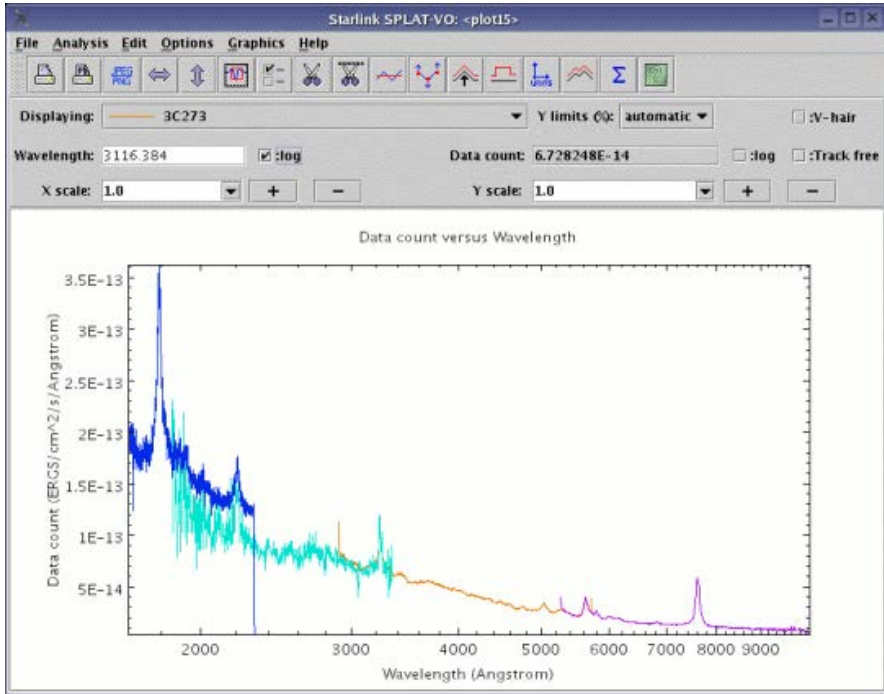 Starlink SPLAT-VO: <plot15>
File Analysis Edit Options Graphics Help
JPEG PNG UNITS Σ
Displaying: 3C273 Y limits (%): automatic :V-hair
Wavelength: 3116.384 :log Data count: 6.728248E-14 :log :Track free
X scale: 1.0 + − Y scale: 1.0 + −
Data count versus Wavelength
3.5E-13
3E-13
2.5E-13
2E-13
1.5E-13
1E-13
5E-14
Data count (ERGS/cm^2/s/Angstrom)
2000 3000 4000 5000 6000 7000 8000 9000
Wavelength (Angstrom)